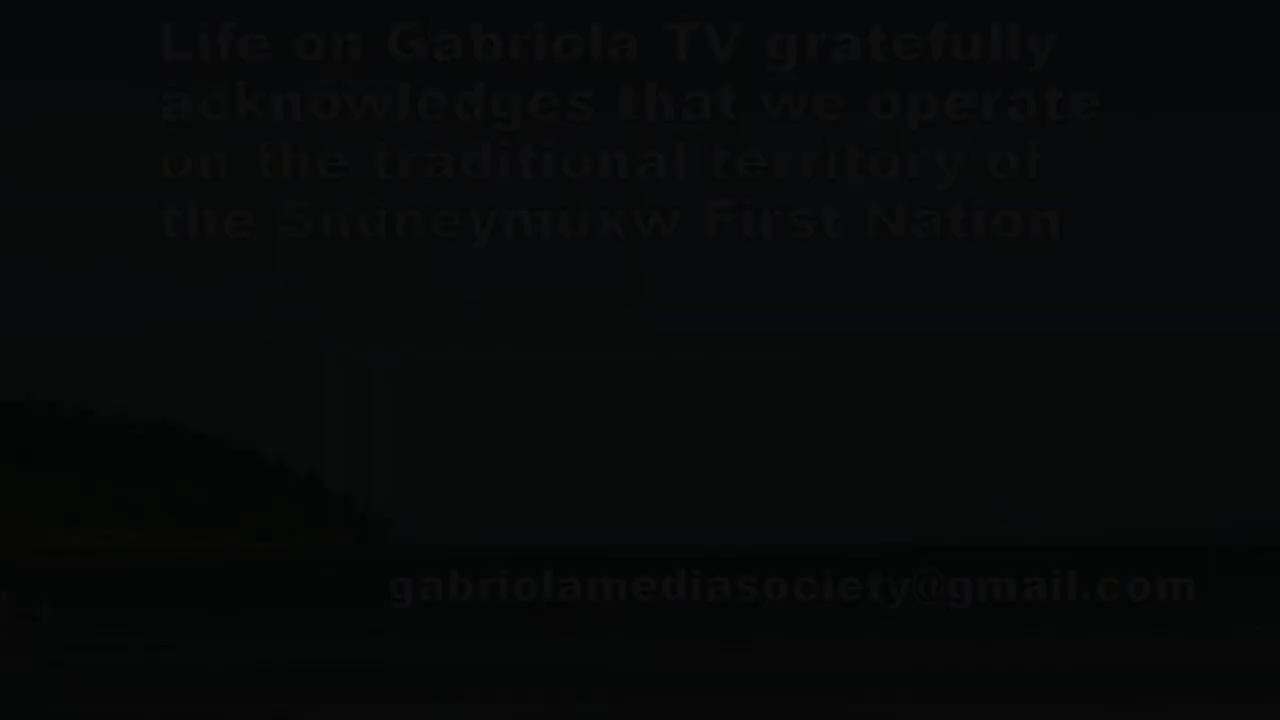 Life on Gabriola TV gratefully
acknowledges that we operate
on the traditional territory of
the Snuneymuxw First Nation
gabriolamediasociety@gmail.com